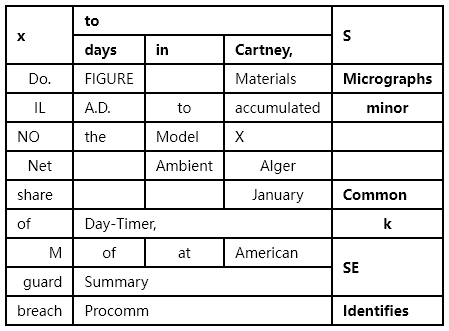 x to S
days in Cartney,
Do. FIGURE Materials Micrographs
IL A.D. to accumulated minor
NO the Model X
Net Ambient Alger
share January Common
of Day-Timer, k
M of at American SE
guard Summary
breach Procomm Identifies